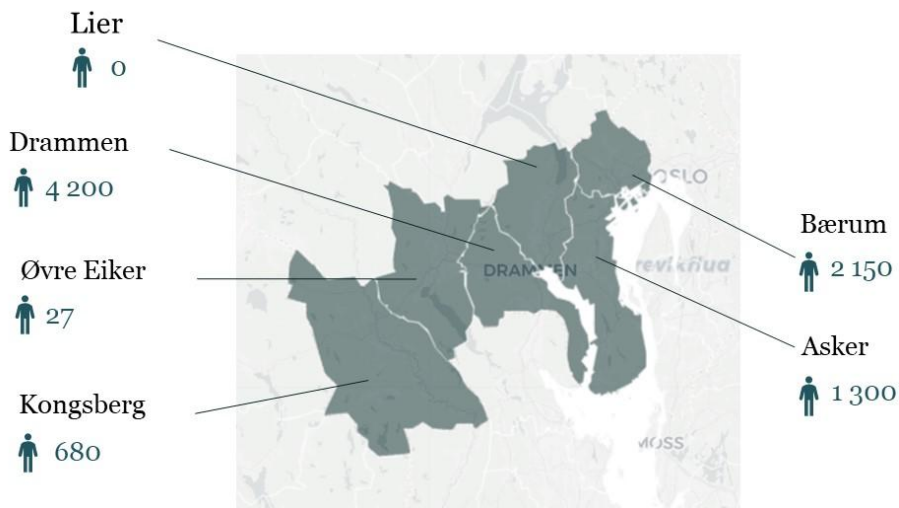 Lier
0
Drammen
4 200
Øvre Eiker
27
Kongsberg
680
OSLO
DRAMMEN
MOSS
Bærum
2 150
Asker
1 300